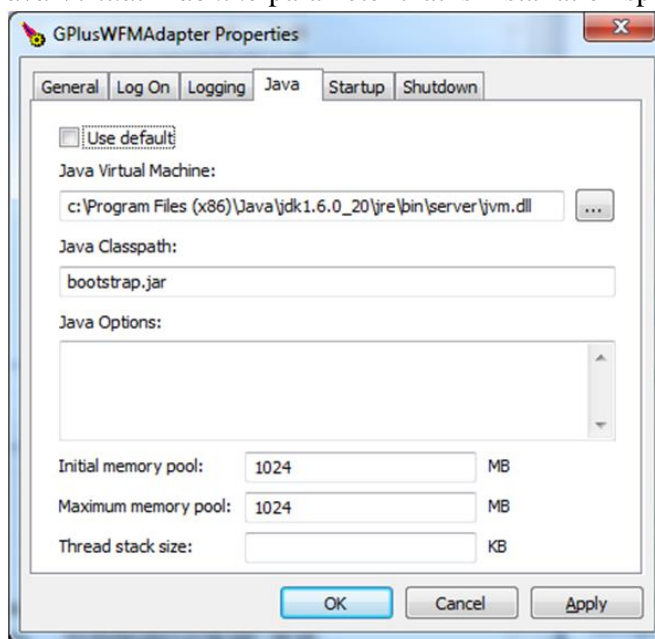 GPlusWFMAdapter Properties
General Log On Logging Java Startup Shutdown
Use default
Java Virtual Machine:
c:\Program Files (x86)\Java\jdk1.6.0_20\jre\bin\server\jvm.dll ...
Java Classpath:
bootstrap.jar
Java Options:
Initial memory pool: 1024 MB
Maximum memory pool: 1024 MB
Thread stack size: KB
OK Cancel Apply